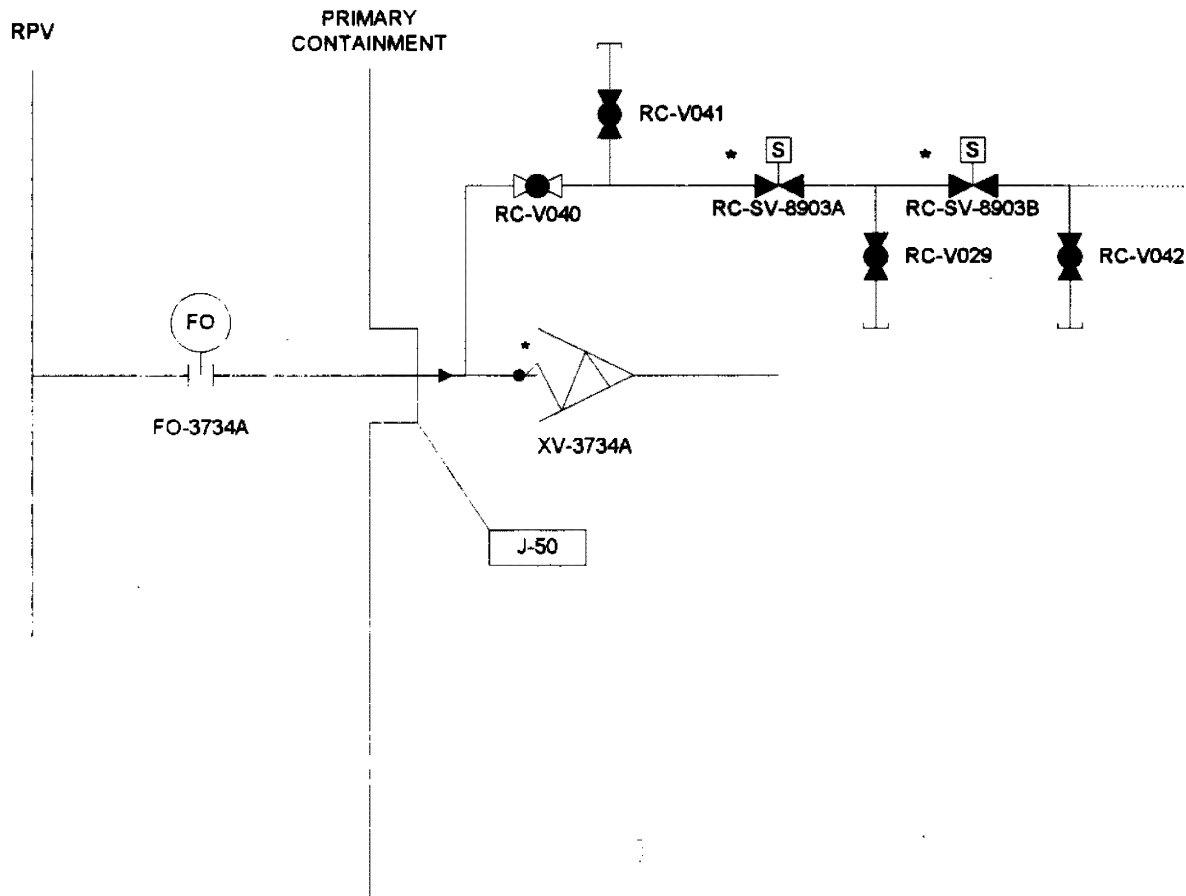 RPV
PRIMARY
CONTAINMENT
RC-V041
*
S
*
S
RC-V040
RC-SV-8903A
RC-SV-8903B
RC-V029
RC-V042
FO
*
FO-3734A
XV-3734A
J-50